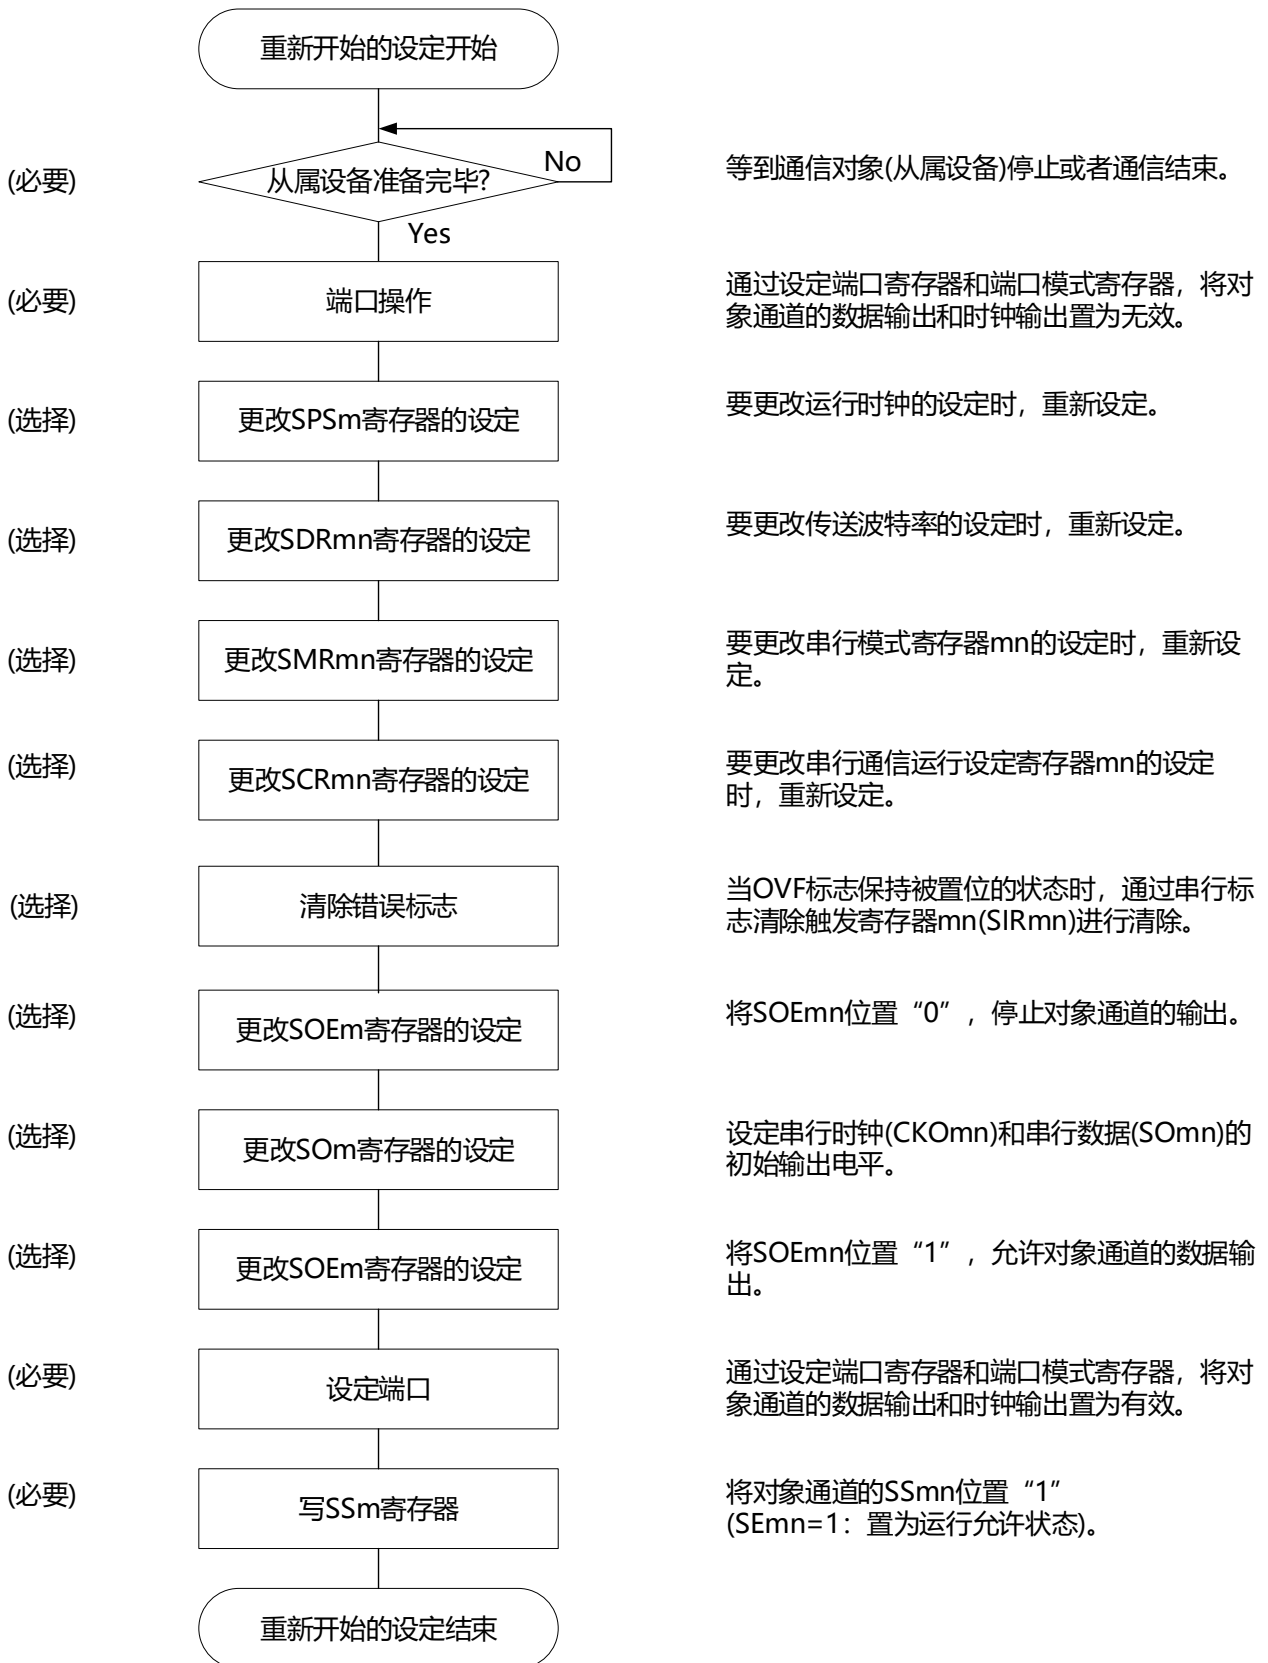 重新开始的设定开始
(必要)
从属设备准备完毕?
No
等到通信对象(从属设备)停止或者通信结束。
Yes
(必要)
端口操作
通过设定端口寄存器和端口模式寄存器，将对
象通道的数据输出和时钟输出置为无效。
(选择)
更改SPSm寄存器的设定
要更改运行时钟的设定时，重新设定。
(选择)
更改SDRmn寄存器的设定
要更改传送波特率的设定时，重新设定。
(选择)
更改SMRmn寄存器的设定
要更改串行模式寄存器mn的设定时，重新设
定。
(选择)
更改SCRmn寄存器的设定
要更改串行通信运行设定寄存器mn的设定
时，重新设定。
(选择)
清除错误标志
当OVF标志保持被置位的状态时，通过串行标
志清除触发寄存器mn(SIRmn)进行清除。
(选择)
更改SOEm寄存器的设定
将SOEmn位置“0”，停止对象通道的输出。
(选择)
更改SOm寄存器的设定
设定串行时钟(CKOmn)和串行数据(SOmn)的
初始输出电平。
(选择)
更改SOEm寄存器的设定
将SOEmn位置“1”，允许对象通道的数据输
出。
(必要)
设定端口
通过设定端口寄存器和端口模式寄存器，将对
象通道的数据输出和时钟输出置为有效。
(必要)
写SSm寄存器
将对象通道的SSmn位置“1”
(SEmn=1：置为运行允许状态)。
重新开始的设定结束